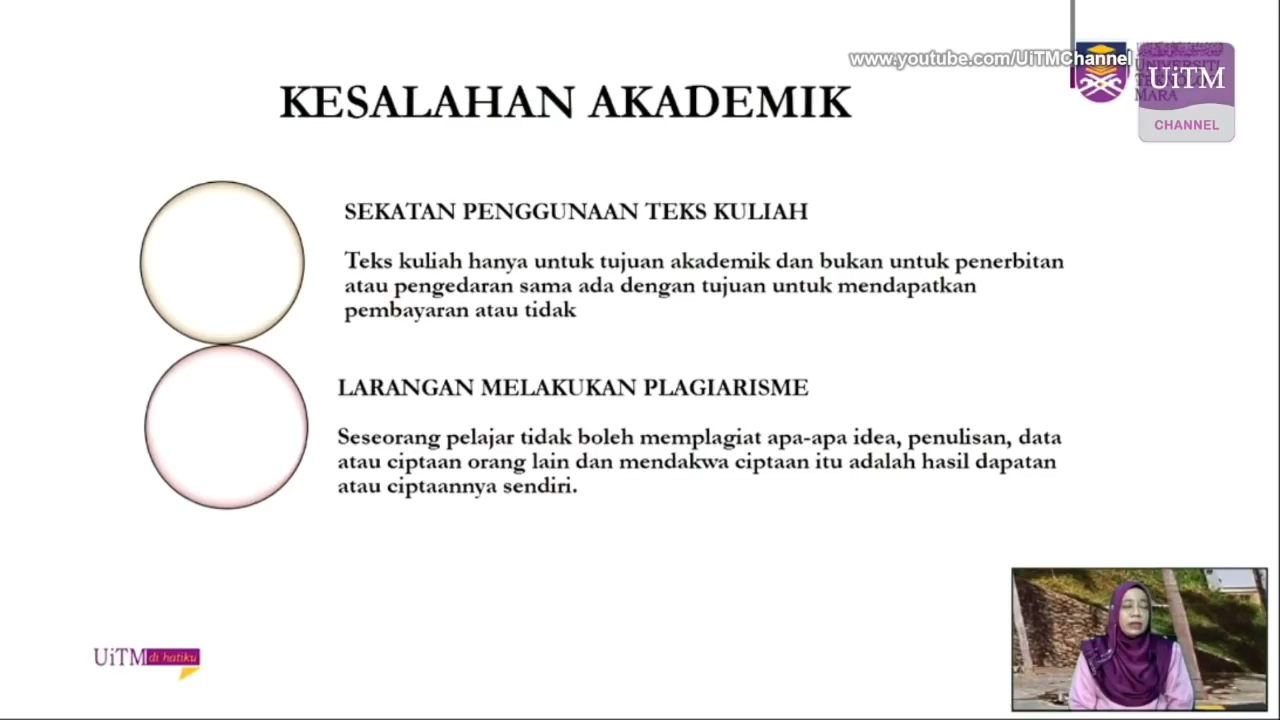 www.youtube.com/UiTMChannel
UiTM
CHANNEL
KESALAHAN AKADEMIK
SEKATAN PENGGUNAAN TEKS KULIAH
Teks kuliah hanya untuk tujuan akademik dan bukan untuk penerbitan
atau pengedaran sama ada dengan tujuan untuk mendapatkan
pembayaran atau tidak
LARANGAN MELAKUKAN PLAGIARISME
Seseorang pelajar tidak boleh memplagiat apa-apa idea, penulisan, data
atau ciptaan orang lain dan mendakwa ciptaan itu adalah hasil dapatan
atau ciptaannya sendiri.
UiTM di hatiku